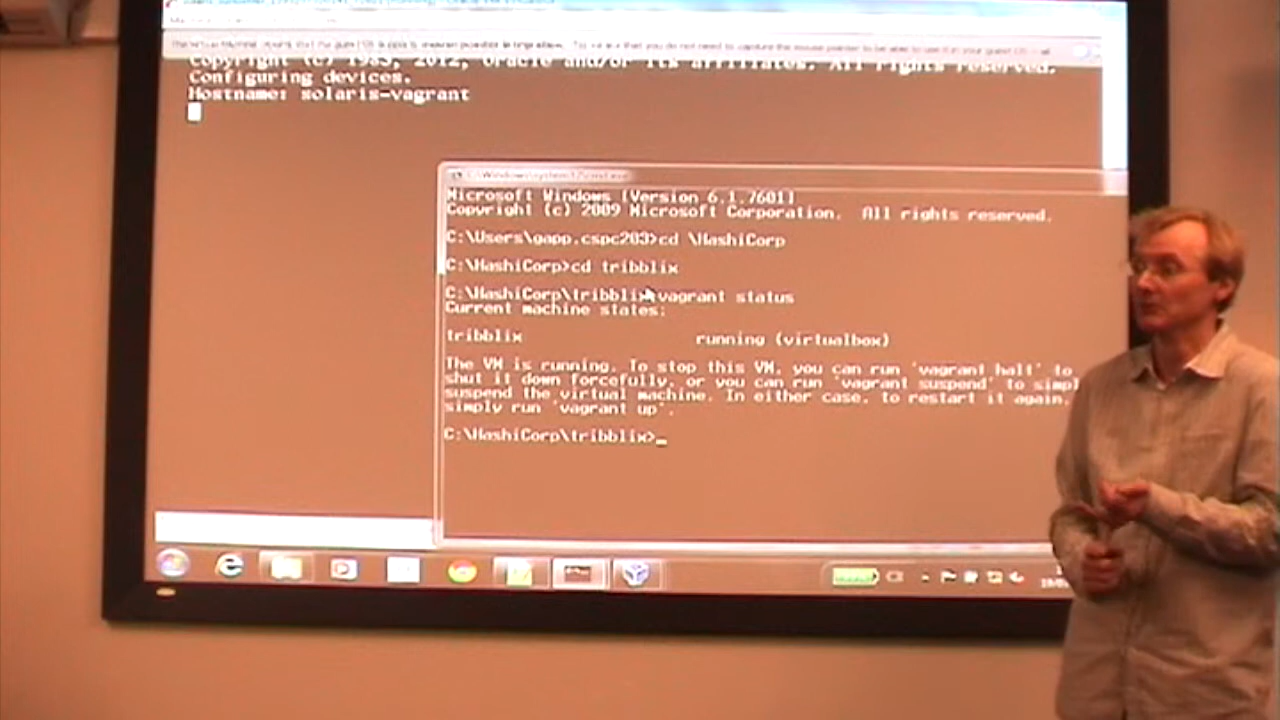 Copyright (c) 1983, 2012, Oracle and/or its affiliates. All rights reserved.
Configuring devices.
Hostname: solaris-vagrant
C:\Windows\system32\cmd.exe
Microsoft Windows [Version 6.1.7601]
Copyright (c) 2009 Microsoft Corporation. All rights reserved.
C:\Users\gapp.cspc203>cd \HashiCorp
C:\HashiCorp>cd tribblix
C:\HashiCorp\tribblix>vagrant status
Current machine states:
tribblix running (virtualbox)
The VM is running. To stop this VM, you can run 'vagrant halt' to
shut it down forcefully, or you can run 'vagrant suspend' to simpl
suspend the virtual machine. In either case, to restart it again,
simply run 'vagrant up'.
C:\HashiCorp\tribblix>_